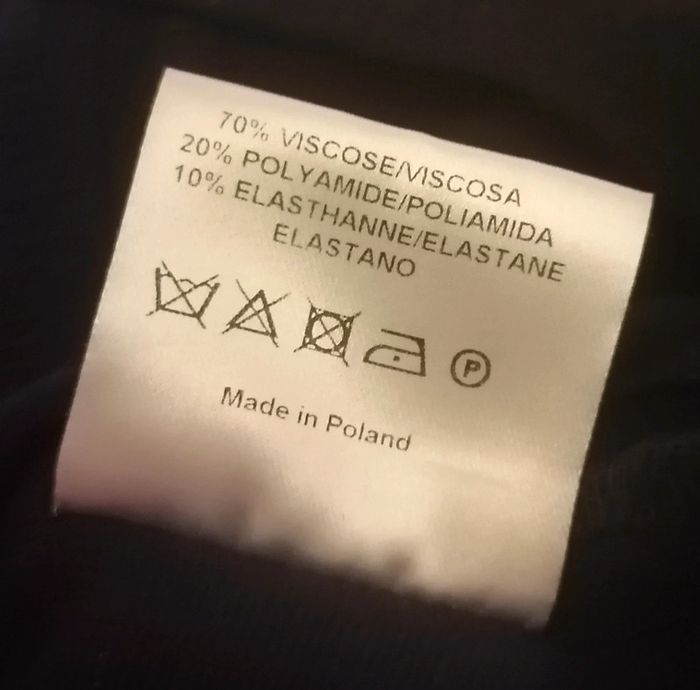 70% VISCOSE/VISCOSA
20% POLYAMIDE/POLIAMIDA
10% ELASTHANNE/ELASTANE
ELASTANO
P
Made in Poland